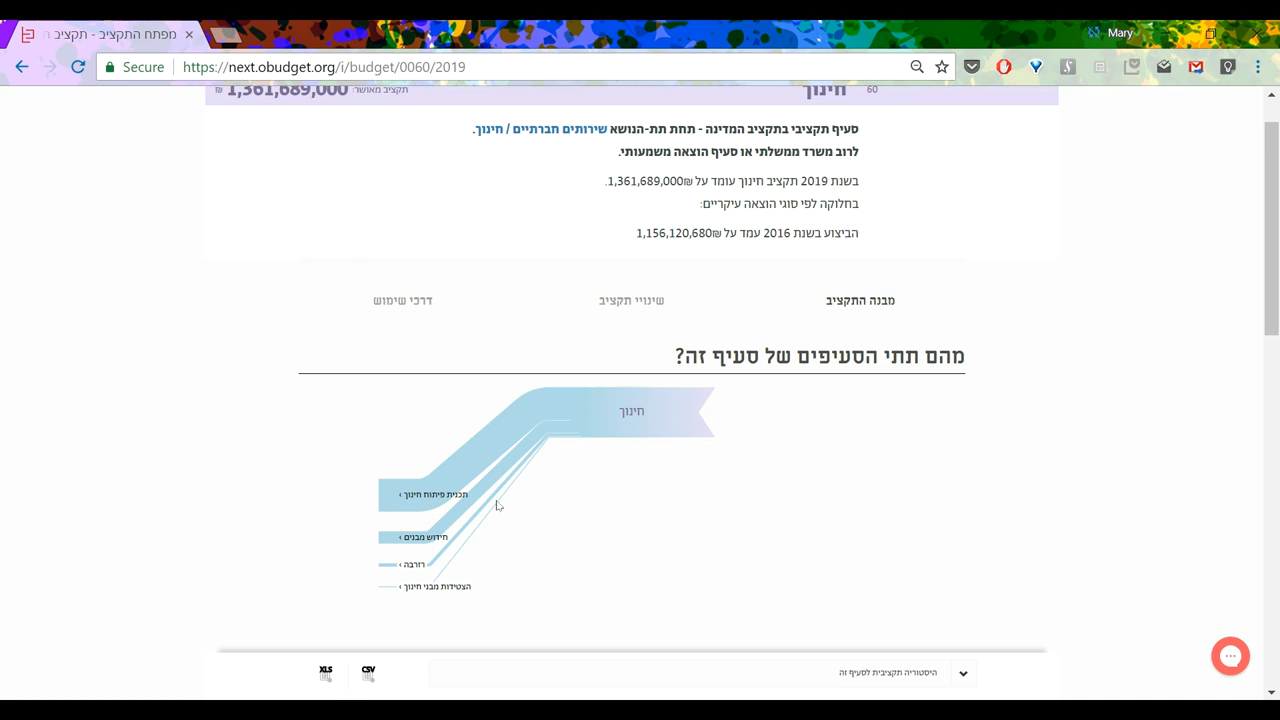 מפתח התקציב - תקציב ה
Mary
Secure
https://next.obudget.org/i/budget/0060/2019
60 חינוך
תקציב מאושר: 1,361,689,000 ₪
סעיף תקציבי בתקציב המדינה - תחת תת-הנושא שירותים חברתיים / חינוך.
לרוב משרד ממשלתי או סעיף הוצאה משמעותי.
בשנת 2019 תקציב חינוך עומד על 1,361,689,000₪.
בחלוקה לפי סוגי הוצאה עיקריים:
הביצוע בשנת 2016 עמד על 1,156,120,680₪
מבנה התקציב
שינויי תקציב
דרכי שימוש
מהם תתי הסעיפים של סעיף זה?
חינוך
תכנית פיתוח חינוך ›
חידוש מבנים ›
רזרבה ›
הצטידות מבני חינוך ›
היסטוריה תקציבית לסעיף זה
CSV
XLS